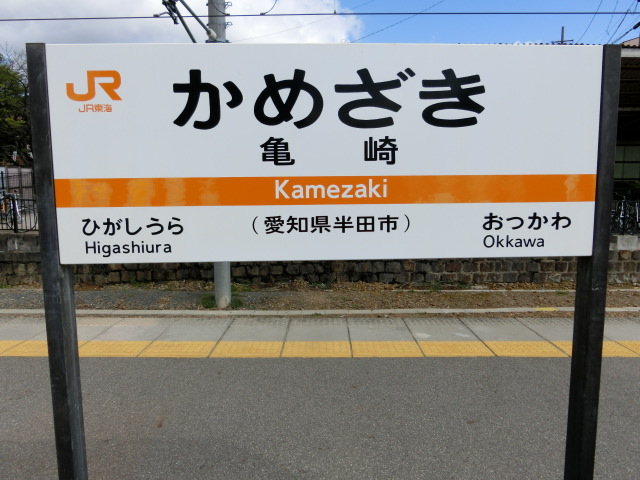 JR
JR東海
かめざき
亀崎
Kamezaki
ひがしうら
Higashiura
（愛知県半田市）
おつかわ
Okkawa